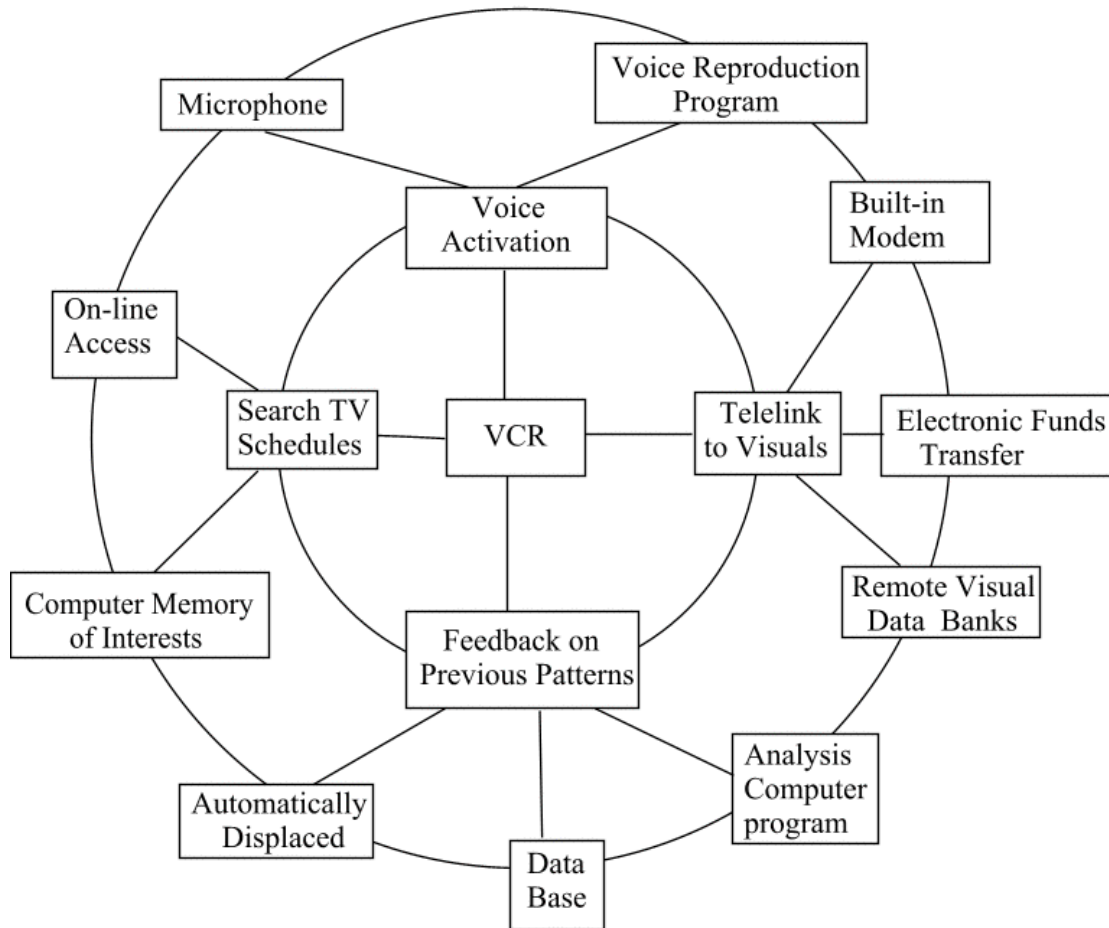 Voice Reproduction
Program
Microphone
Built-in
Modem
Voice
Activation
On-line
Access
Search TV
Schedules
VCR
Telelink
to Visuals
Electronic Funds
Transfer
Computer Memory
of Interests
Remote Visual
Data Banks
Feedback on
Previous Patterns
Analysis
Computer
program
Automatically
Displaced
Data
Base